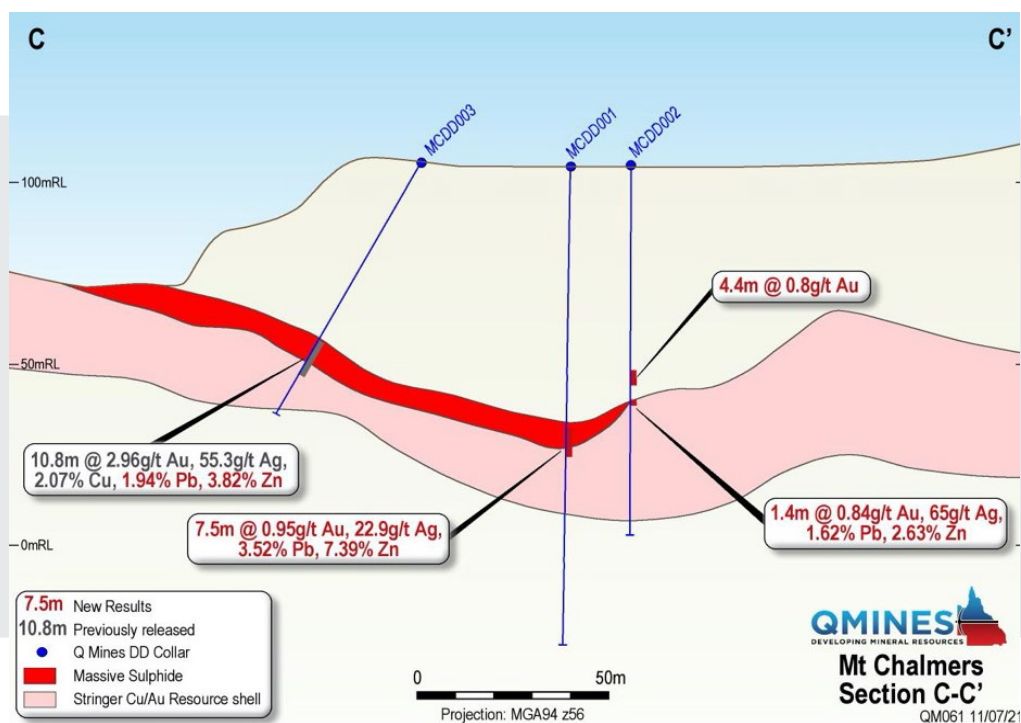 C
C’
MCDD003
MCDD001
MCDD002
100mRL
4.4m @ 0.8g/t Au
50mRL
10.8m @ 2.96g/t Au, 55.3g/t Ag,
2.07% Cu, 1.94% Pb, 3.82% Zn
7.5m @ 0.95g/t Au, 22.9g/t Ag,
3.52% Pb, 7.39% Zn
1.4m @ 0.84g/t Au, 65g/t Ag,
1.62% Pb, 2.63% Zn
0mRL
7.5m New Results
10.8m Previously released
Q Mines DD Collar
Massive Sulphide
Stringer Cu/Au Resource shell
0
50m
Projection: MGA94 z56
QMINES
DEVELOPING MINERAL RESOURCES
Mt Chalmers
Section C-C’
QM061 11/07/21